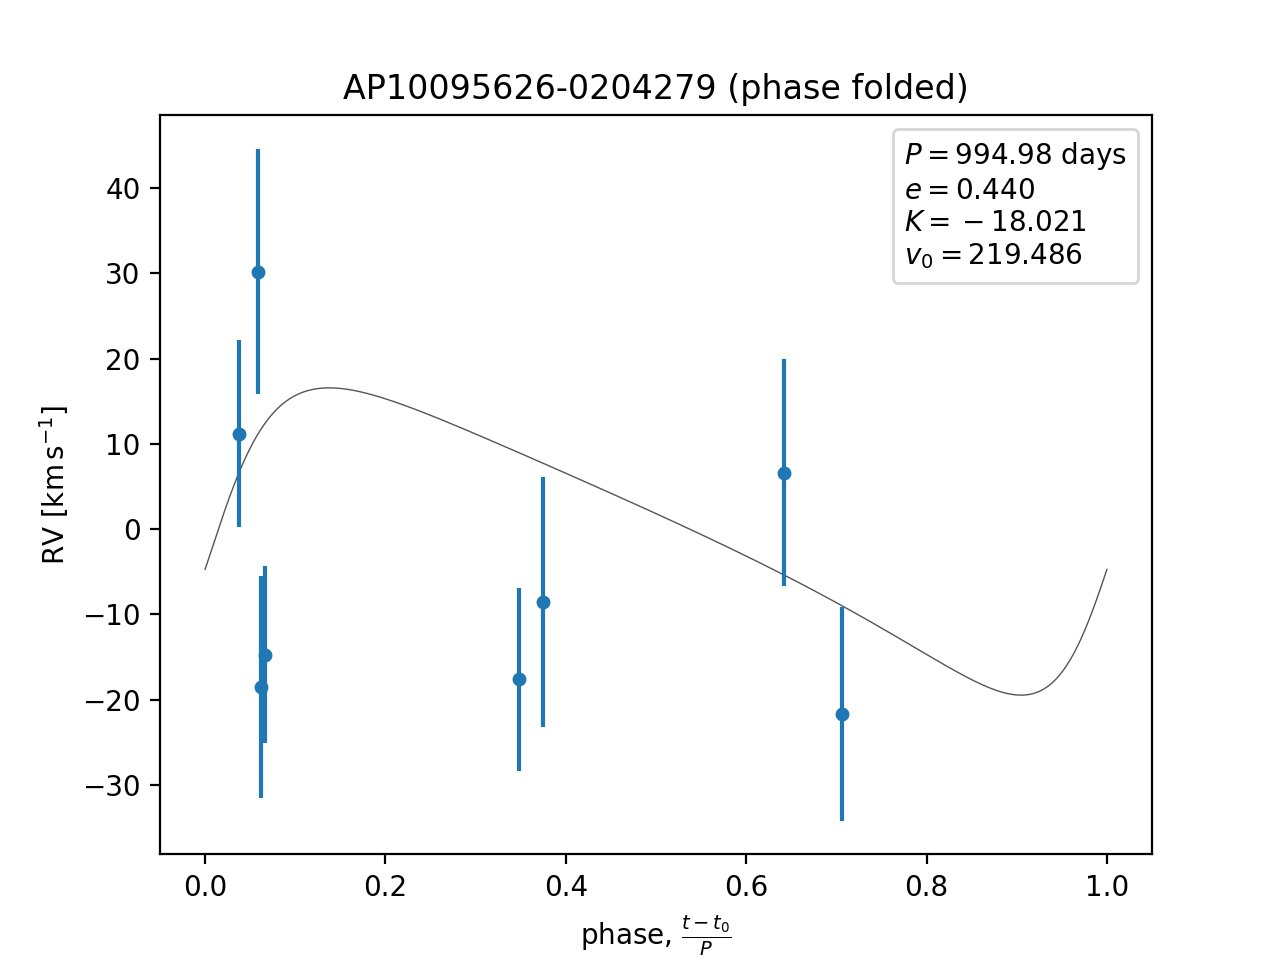 AP10095626-0204279 (phase folded)
P = 994.98 days
e = 0.440
K = −18.021
v₀ = 219.486
RV [km s⁻¹]
40
30
20
10
0
−10
−20
−30
0.0 0.2 0.4 0.6 0.8 1.0
phase, (t − t₀)/P